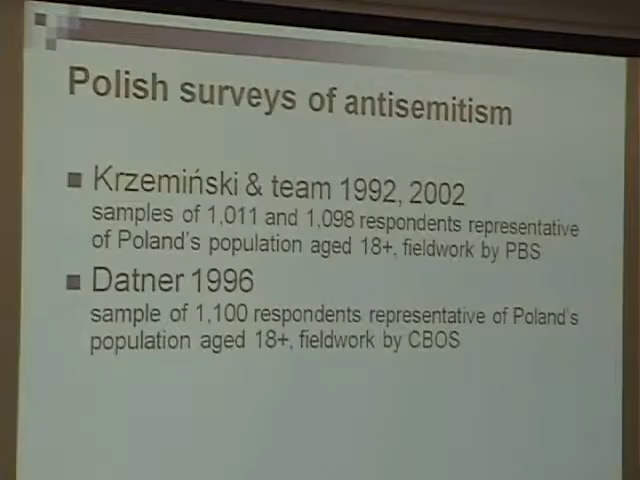 Polish surveys of antisemitism
Krzemiński & team 1992, 2002
samples of 1,011 and 1,098 respondents representative
of Poland's population aged 18+, fieldwork by PBS
Datner 1996
sample of 1,100 respondents representative of Poland's
population aged 18+, fieldwork by CBOS